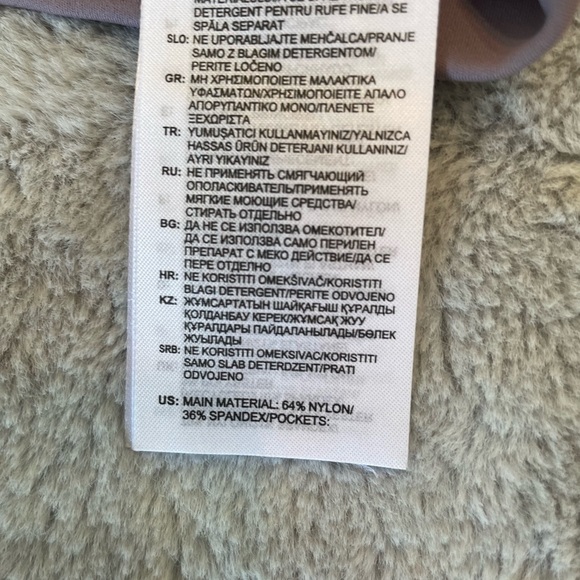 DETERGENT PENTRU RUFE FINE/A SE
SPĂLA SEPARAT
SLO: NE UPORABLJAJTE MEHČALCA/PRANJE
SAMO Z BLAGIM DETERGENTOM/
PERITE LOČENO
GR: ΜΗ ΧΡΗΣΙΜΟΠΟΙΕΙΤΕ ΜΑΛΑΚΤΙΚΑ
ΥΦΑΣΜΑΤΩΝ/ΧΡΗΣΙΜΟΠΟΙΕΙΤΕ ΑΠΑΛΟ
ΑΠΟΡΥΠΑΝΤΙΚΟ ΜΟΝΟ/ΠΛΕΝΕΤΕ
ΞΕΧΩΡΙΣΤΑ
TR: YUMUŞATICI KULLANMAYINIZ/YALNIZCA
HASSAS ÜRÜN DETERJANI KULLANINIZ/
AYRI YIKAYINIZ
RU: НЕ ПРИМЕНЯТЬ СМЯГЧАЮЩИЙ
ОПОЛАСКИВАТЕЛЬ/ПРИМЕНЯТЬ
МЯГКИЕ МОЮЩИЕ СРЕДСТВА/
СТИРАТЬ ОТДЕЛЬНО
BG: ДА НЕ СЕ ИЗПОЛЗВА ОМЕКОТИТЕЛ/
ДА СЕ ИЗПОЛЗВА САМО ПЕРИЛЕН
ПРЕПАРАТ С МЕКО ДЕЙСТВИЕ/ДА СЕ
ПЕРЕ ОТДЕЛНО
HR: NE KORISTITI OMEKŠIVAČ/KORISTITI
BLAGI DETERGENT/PERITE ODVOJENO
KZ: ЖҰМСАРТАТЫН ШАЙҚАҒЫШ ҚҰРАЛДЫ
ҚОЛДАНБАУ КЕРЕК/ЖҰМСАҚ ЖУУ
ҚҰРАЛДАРЫ ПАЙДАЛАНЫЛАДЫ/БӨЛЕК
ЖУЫЛАДЫ
SRB: NE KORISTITI OMEKSIVAC/KORISTITI
SAMO SLAB DETERDZENT/PRATI
ODVOJENO
US: MAIN MATERIAL: 64% NYLON/
36% SPANDEX/POCKETS: